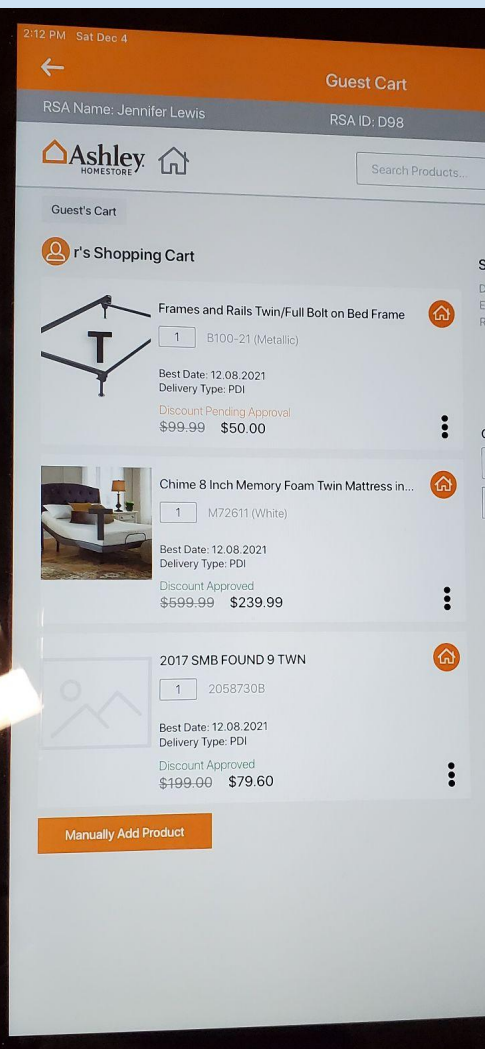 2:12 PM Sat Dec 4
Guest Cart
RSA Name: Jennifer Lewis
RSA ID: D98
Ashley
HOMESTORE
Search Products...
Guest's Cart
r's Shopping Cart
S
D
E
R
T
Frames and Rails Twin/Full Bolt on Bed Frame
1 B100-21 (Metallic)
Best Date: 12.08.2021
Delivery Type: PDI
Discount Pending Approval
$99.99 $50.00
Chime 8 Inch Memory Foam Twin Mattress in...
1 M72611 (White)
Best Date: 12.08.2021
Delivery Type: PDI
Discount Approved
$599.99 $239.99
2017 SMB FOUND 9 TWN
1 2058730B
Best Date: 12.08.2021
Delivery Type: PDI
Discount Approved
$199.00 $79.60
Manually Add Product